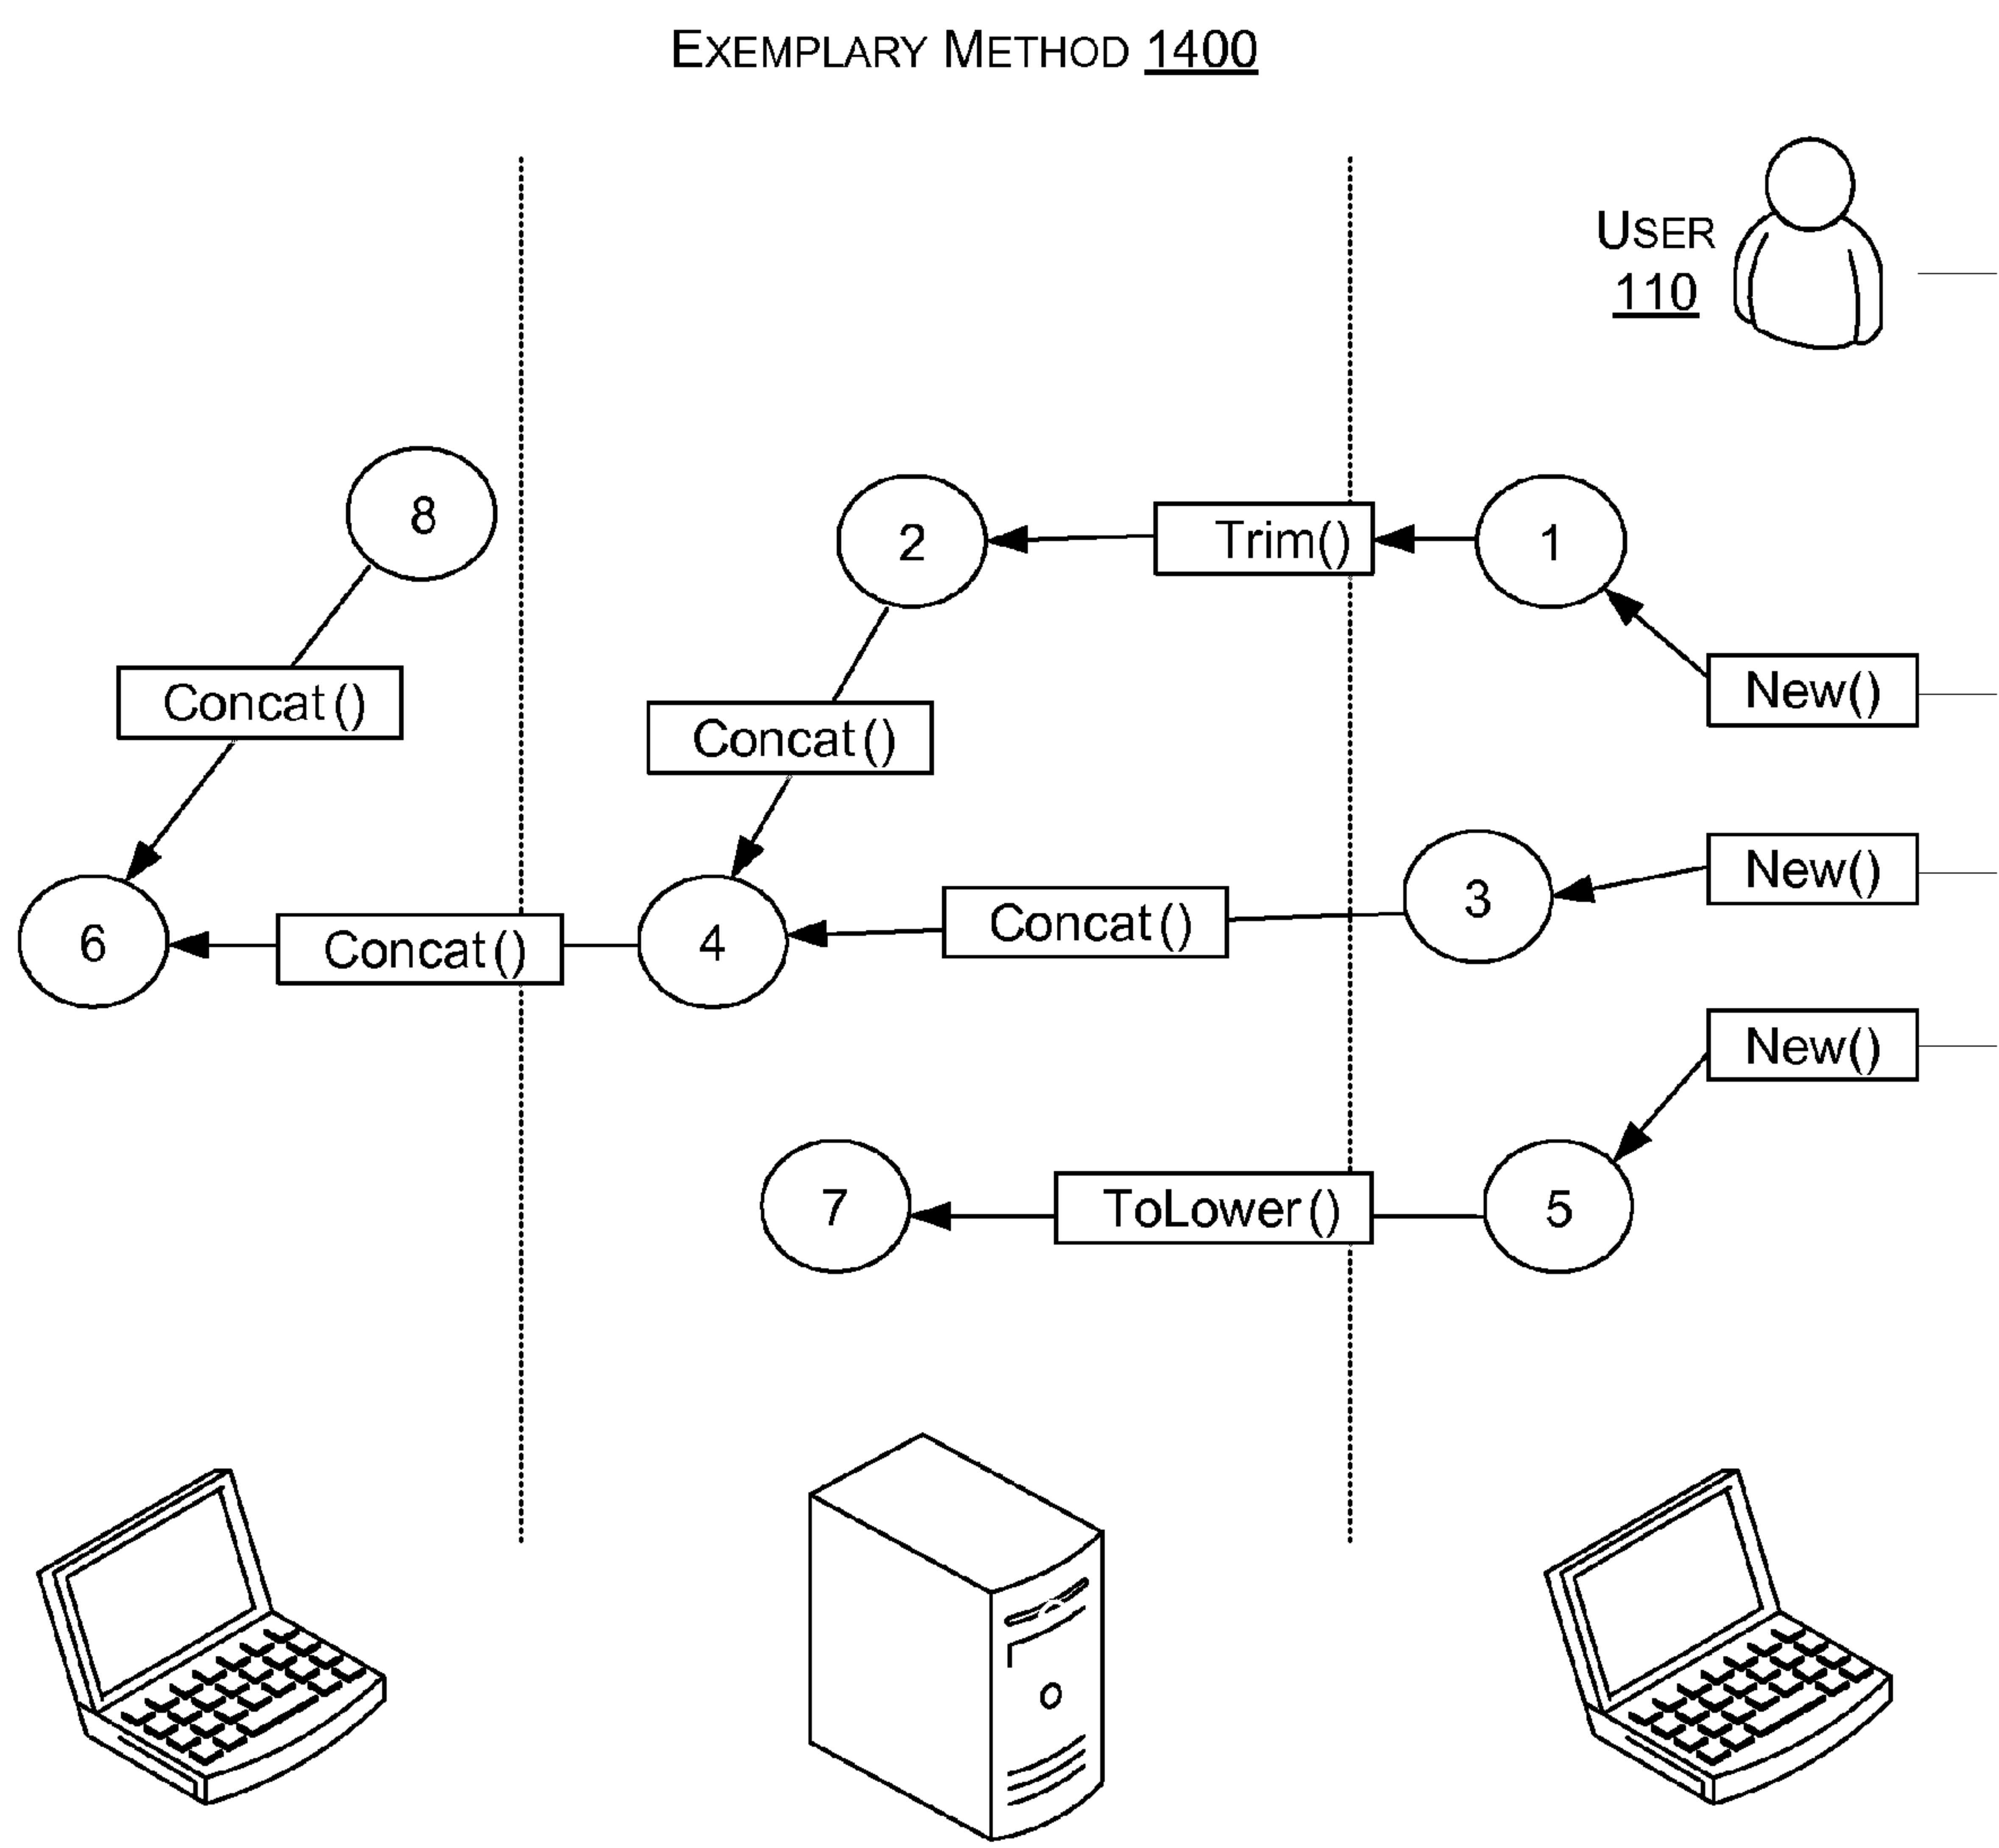 EXEMPLARY METHOD 1400
USER
110
8
2
Trim()
1
New()
Concat()
Concat()
New()
3
Concat()
6
Concat()
4
New()
7
ToLower()
5